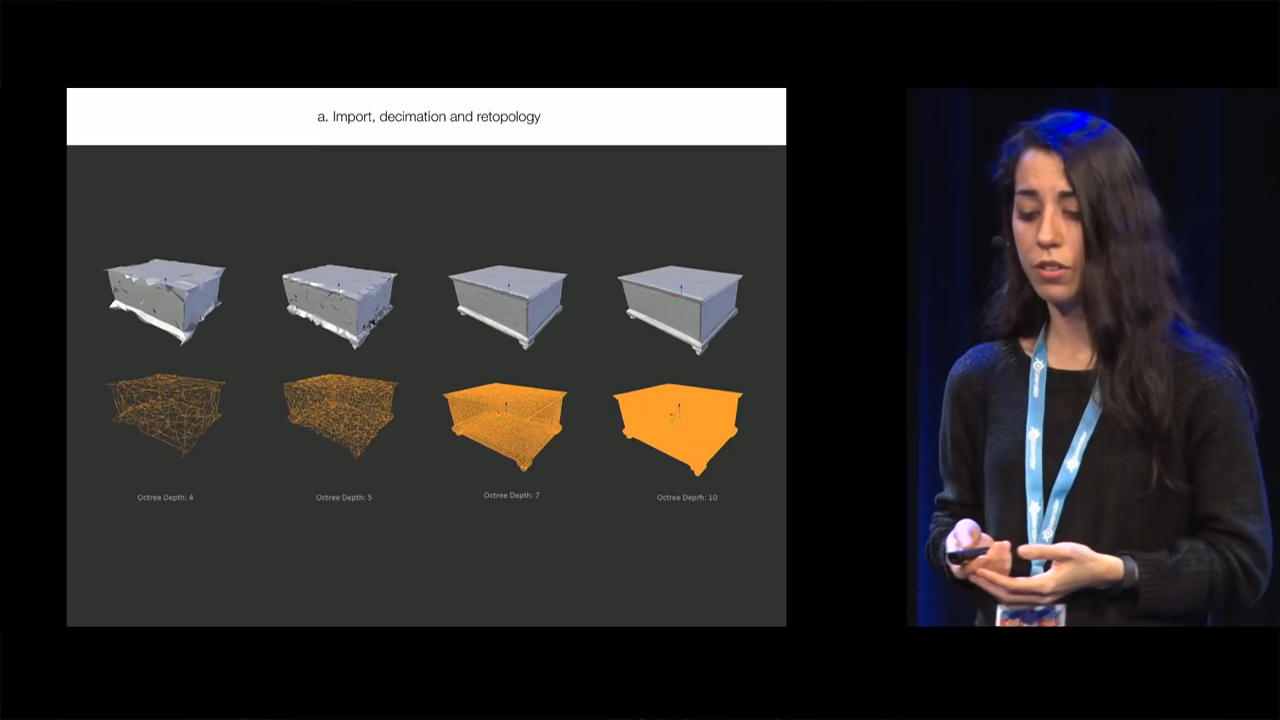 a. Import, decimation and retopology
Octree Depth: 4
Octree Depth: 5
Octree Depth: 7
Octree Deprh: 10